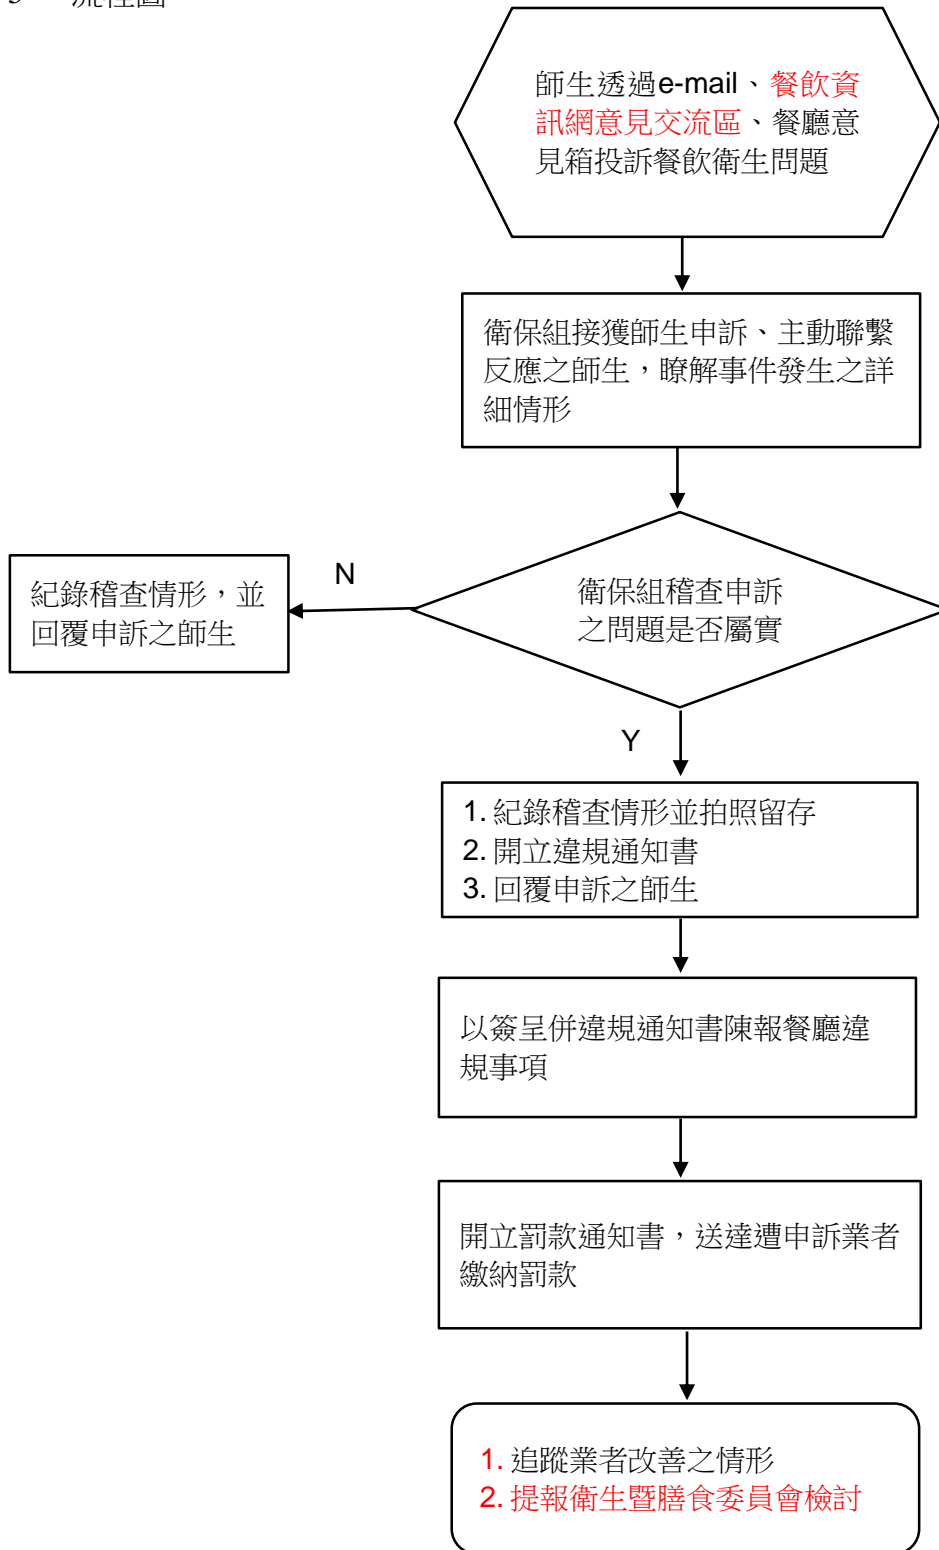 師生透過e-mail、餐飲資
訊網意見交流區、餐廳意
見箱投訴餐飲衛生問題
衛保組接獲師生申訴、主動聯繫
反應之師生，瞭解事件發生之詳
細情形
衛保組稽查申訴
之問題是否屬實
N
紀錄稽查情形，並
回覆申訴之師生
Y
1. 紀錄稽查情形並拍照留存
2. 開立違規通知書
3. 回覆申訴之師生
以簽呈併違規通知書陳報餐廳違
規事項
開立罰款通知書，送達遭申訴業者
繳納罰款
1. 追蹤業者改善之情形
2. 提報衛生暨膳食委員會檢討